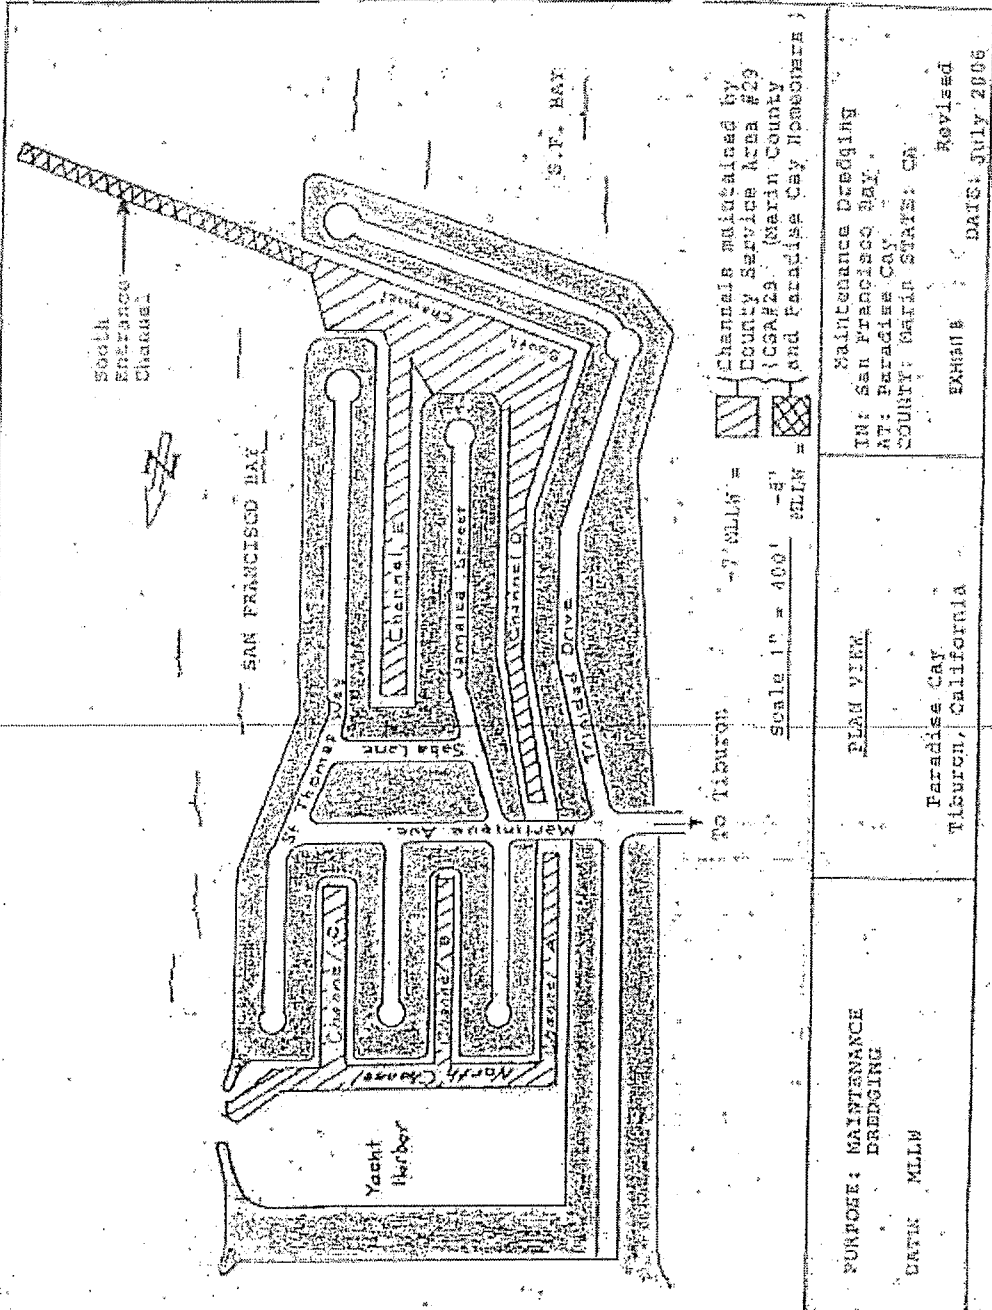 South
Entrance
Channel
N
SAN FRANCISCO BAY
S.F. BAY
South
Channel
Channel E
Jamaica Street
Channel D
St Thomas Way
Saba Lane
Martinique Ave.
Trinidad Drive
Channel C
Channel B
Channel A
North Channel
Yacht
Harbor
To Tiburon
-7' MLLW =
Scale 1" = 400'
-8'
MLLW =
Channels maintained by
County Service Area #29
(CSA#29 (Marin County
and Paradise Cay Homeowners)
PURPOSE: MAINTENANCE
DREDGING
DATUM MLLW
PLAN VIEW
Paradise Cay
Tiburon, California
Maintenance Dredging
IN: San Francisco Bay
AT: Paradise Cay
COUNTY: Marin STATE: CA
EXHIBIT
Revised
DATE: July 2006